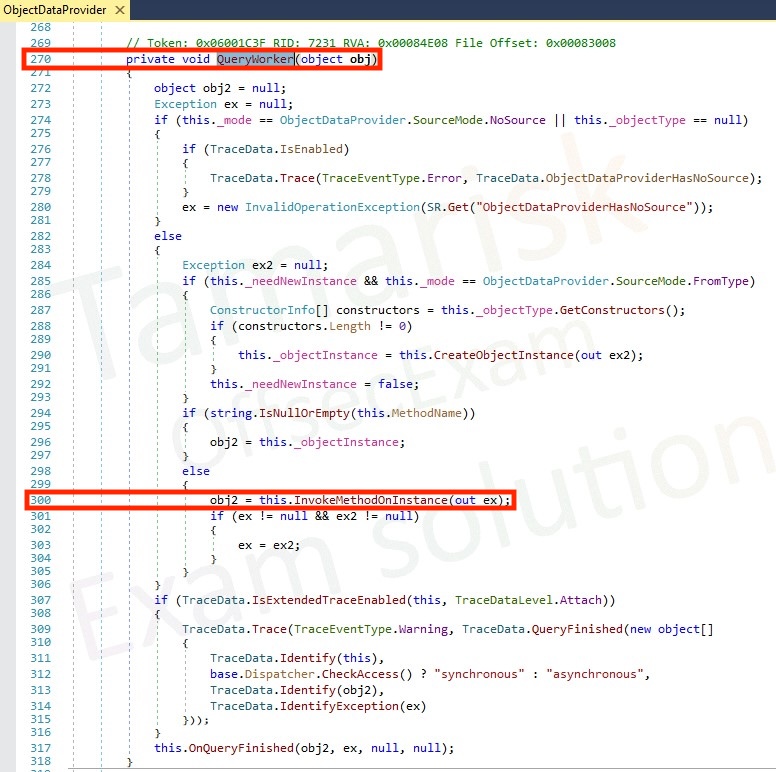 ObjectDataProvider ×
268
269 // Token: 0x06001C3F RID: 7231 RVA: 0x00084E08 File Offset: 0x00083008
270 private void QueryWorker(object obj)
271 {
272 object obj2 = null;
273 Exception ex = null;
274 if (this._mode == ObjectDataProvider.SourceMode.NoSource || this._objectType == null)
275 {
276 if (TraceData.IsEnabled)
277 {
278 TraceData.Trace(TraceEventType.Error, TraceData.ObjectDataProviderHasNoSource);
279 }
280 ex = new InvalidOperationException(SR.Get("ObjectDataProviderHasNoSource"));
281 }
282 else
283 {
284 Exception ex2 = null;
285 if (this._needNewInstance && this._mode == ObjectDataProvider.SourceMode.FromType)
286 {
287 ConstructorInfo[] constructors = this._objectType.GetConstructors();
288 if (constructors.Length != 0)
289 {
290 this._objectInstance = this.CreateObjectInstance(out ex2);
291 }
292 this._needNewInstance = false;
293 }
294 if (string.IsNullOrEmpty(this.MethodName))
295 {
296 obj2 = this._objectInstance;
297 }
298 else
299 {
300 obj2 = this.InvokeMethodOnInstance(out ex);
301 if (ex != null && ex2 != null)
302 {
303 ex = ex2;
304 }
305 }
306 }
307 if (TraceData.IsExtendedTraceEnabled(this, TraceDataLevel.Attach))
308 {
309 TraceData.Trace(TraceEventType.Warning, TraceData.QueryFinished(new object[]
310 {
311 TraceData.Identify(this),
312 base.Dispatcher.CheckAccess() ? "synchronous" : "asynchronous",
313 TraceData.Identify(obj2),
314 TraceData.IdentifyException(ex)
315 }));
316 }
317 this.OnQueryFinished(obj2, ex, null, null);
318 }
Tamarisk
OffsecExam
Exam solution